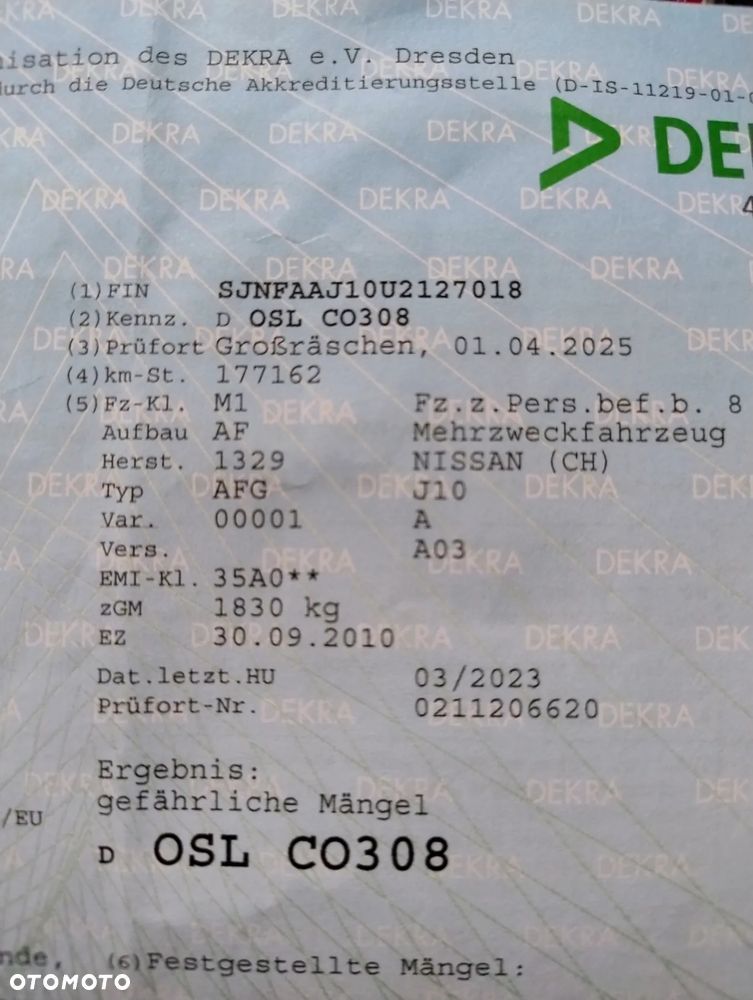 nisation des DEKRA e.V. Dresden
durch die Deutsche Akkreditierungsstelle (D-IS-11219-01-
DE
(1)FIN SJNFAAJ10U2127018
(2)Kennz. D OSL CO308
(3)Prüfort Großräschen, 01.04.2025
(4)km-St. 177162
(5)Fz-Kl. M1 Fz.z.Pers.bef.b. 8
Aufbau AF Mehrzweckfahrzeug
Herst. 1329 NISSAN (CH)
Typ AFG J10
Var. 00001 A
Vers. A03
EMI-Kl. 35A0**
zGM 1830 kg
EZ 30.09.2010
Dat.letzt.HU 03/2023
Prüfort-Nr. 0211206620
Ergebnis:
gefährliche Mängel
/EU
D OSL CO308
nde, (6)Festgestellte Mängel:
OTOMOTO